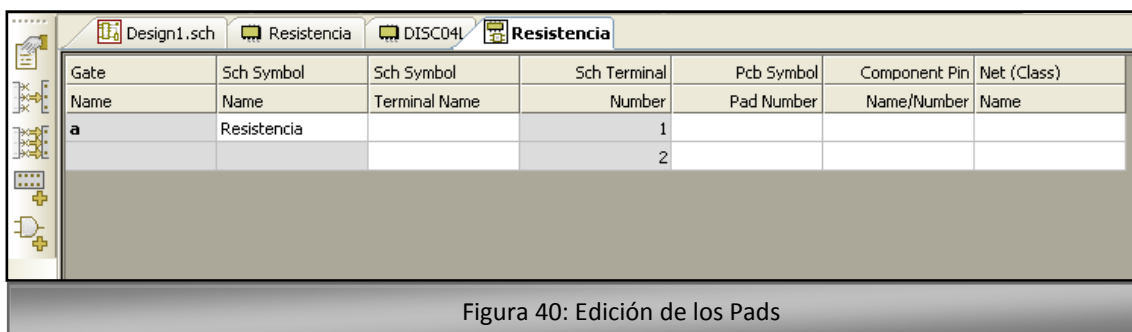 Design1.sch Resistencia DISC04L Resistencia
Gate Sch Symbol Sch Symbol Sch Terminal Pcb Symbol Component Pin Net (Class)
Name Name Terminal Name Number Pad Number Name/Number Name
a Resistencia 1
2
Figura 40: Edición de los Pads